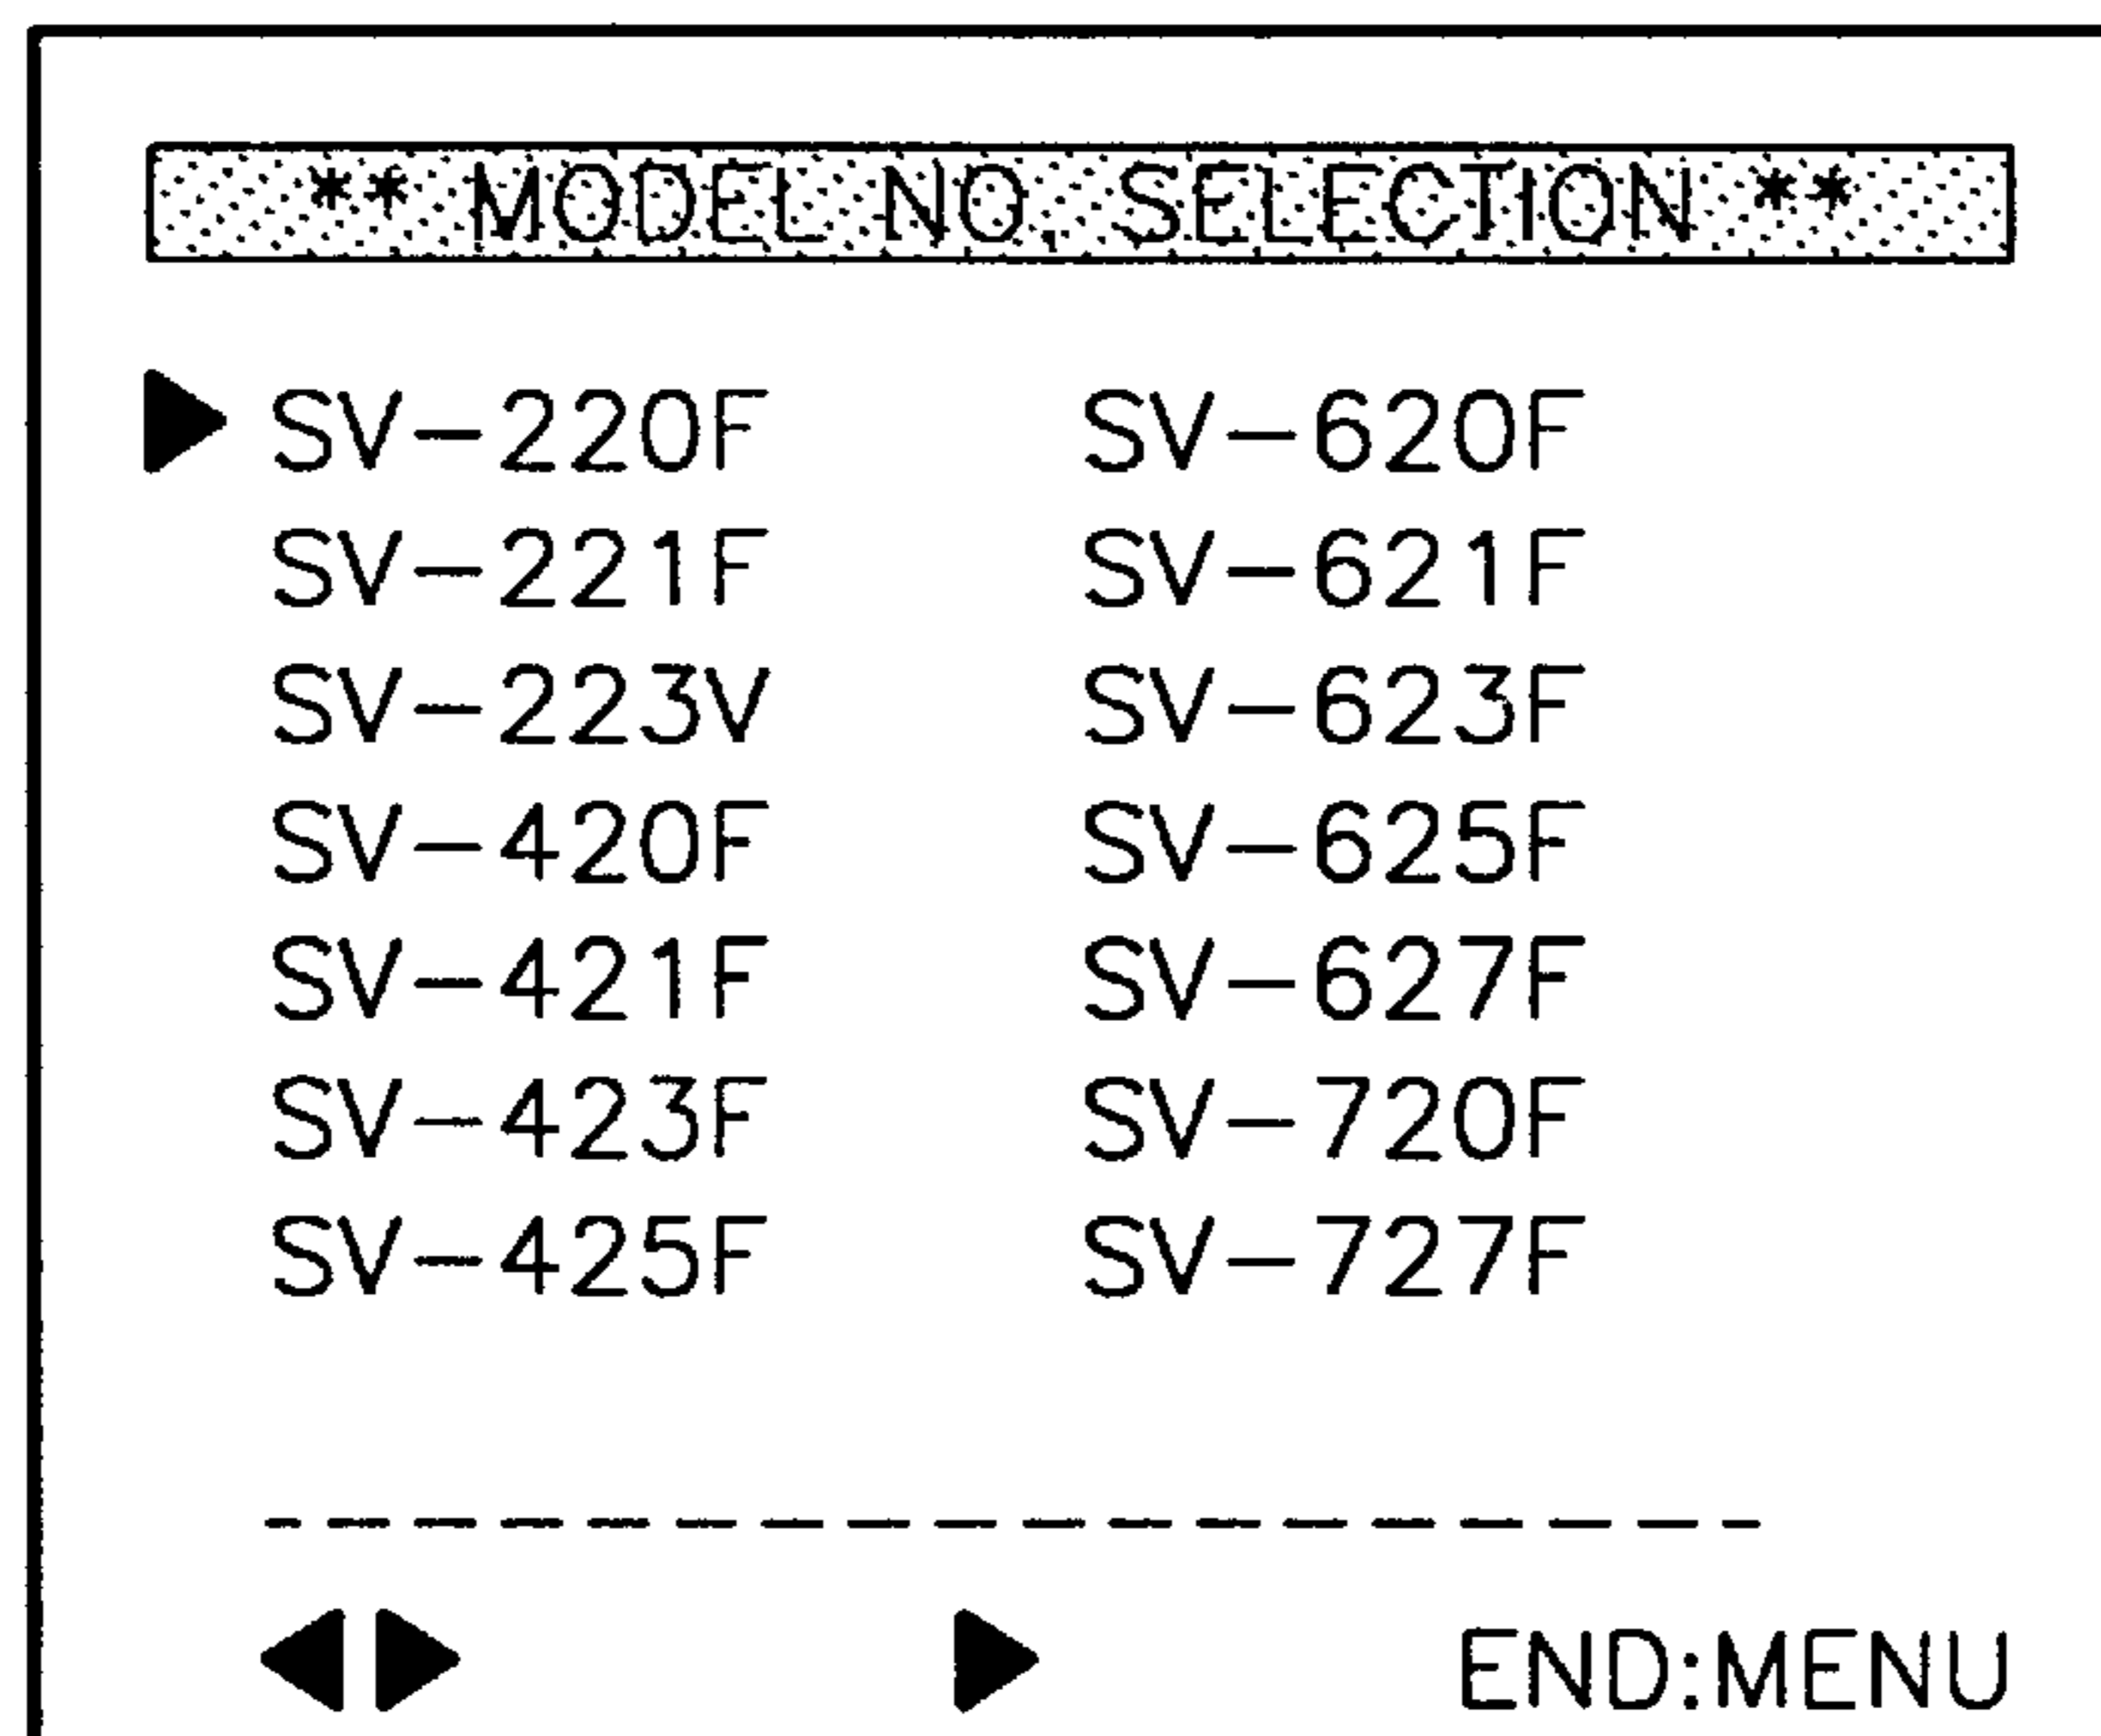 ** MODEL NO. SELECTION **
▶ SV-220F SV-620F
SV-221F SV-621F
SV-223V SV-623F
SV-420F SV-625F
SV-421F SV-627F
SV-423F SV-720F
SV-425F SV-727F
◀▶ ▶ END:MENU